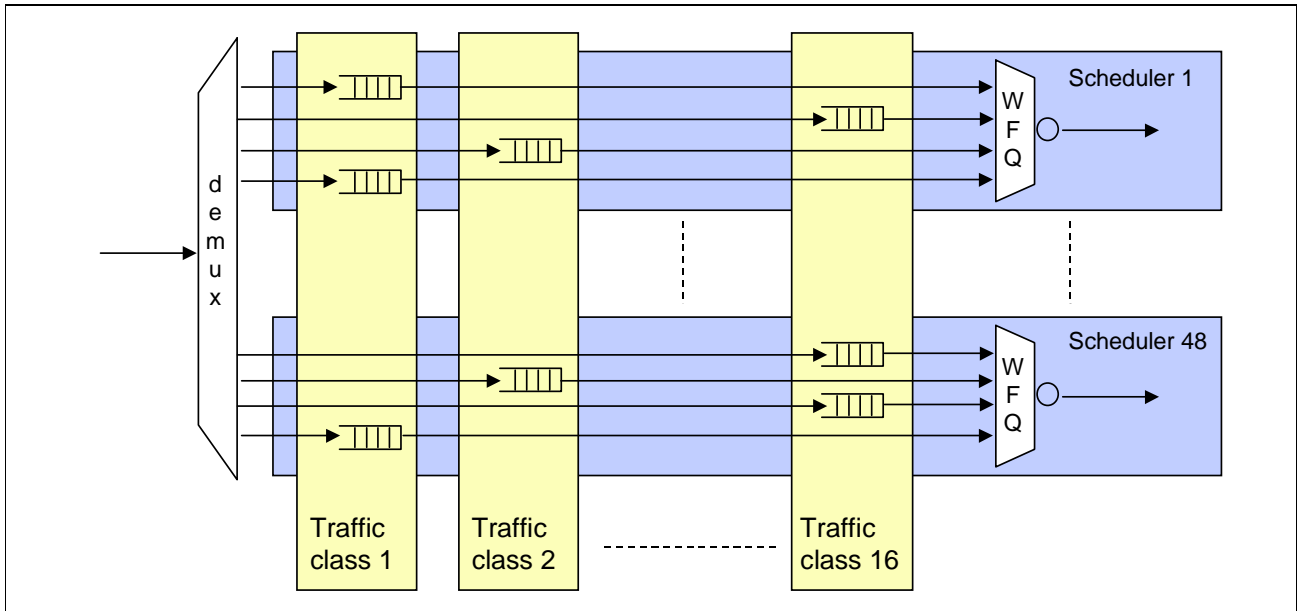 Scheduler 1
W
F
Q
d
e
m
u
x
Scheduler 48
W
F
Q
Traffic
class 1
Traffic
class 2
Traffic
class 16